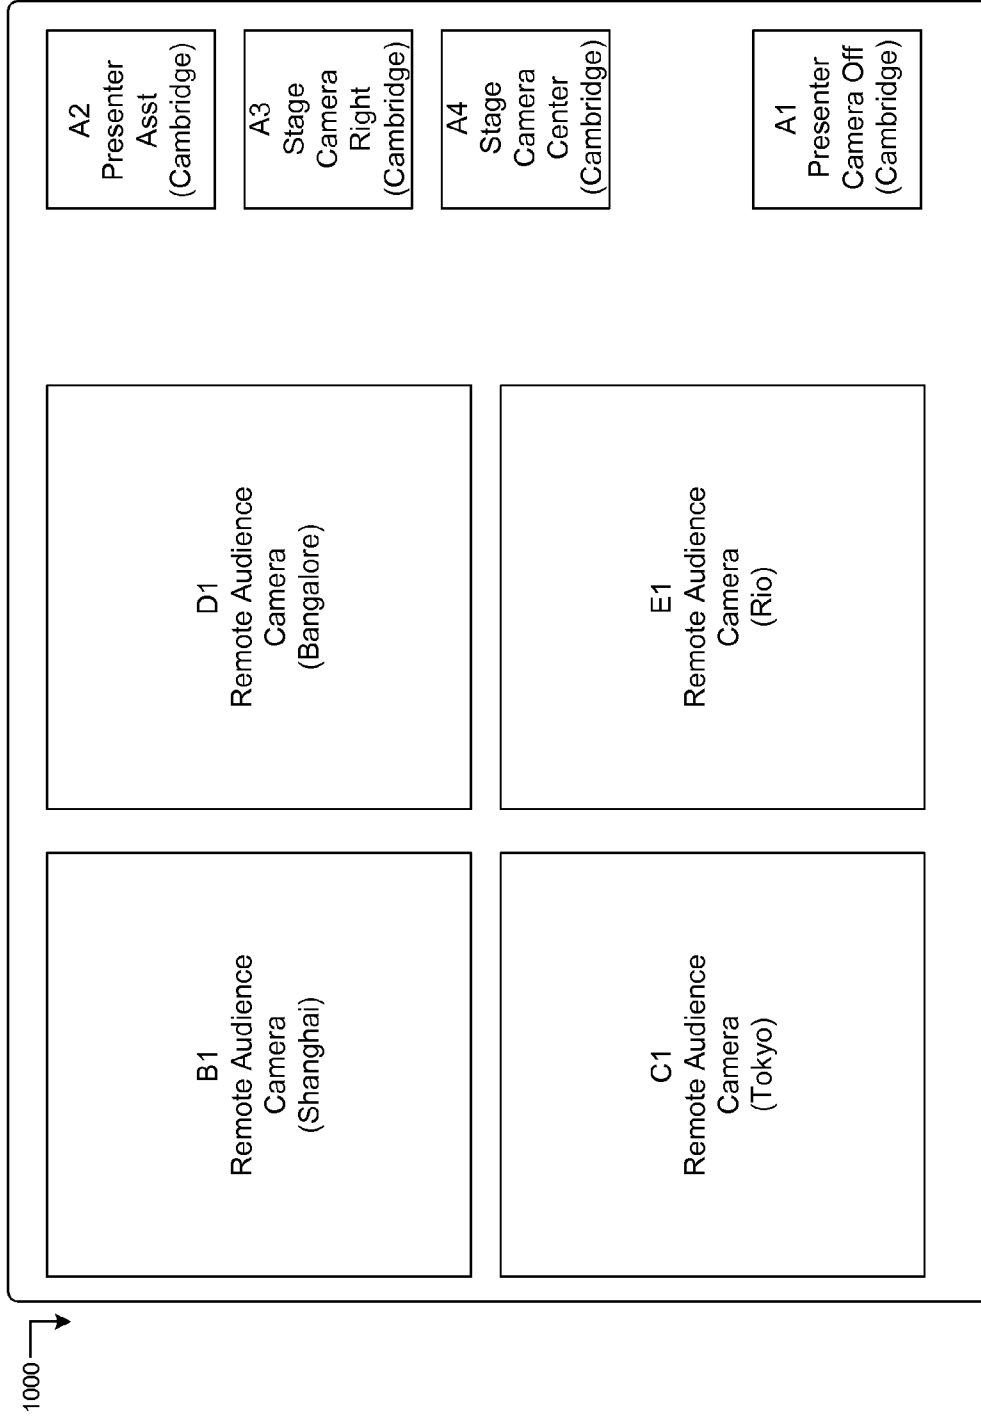 1000
B1
Remote Audience
Camera
(Shanghai)
D1
Remote Audience
Camera
(Bangalore)
A2
Presenter
Asst
(Cambridge)
A3
Stage
Camera
Right
(Cambridge)
A4
Stage
Camera
Center
(Cambridge)
C1
Remote Audience
Camera
(Tokyo)
E1
Remote Audience
Camera
(Rio)
A1
Presenter
Camera Off
(Cambridge)